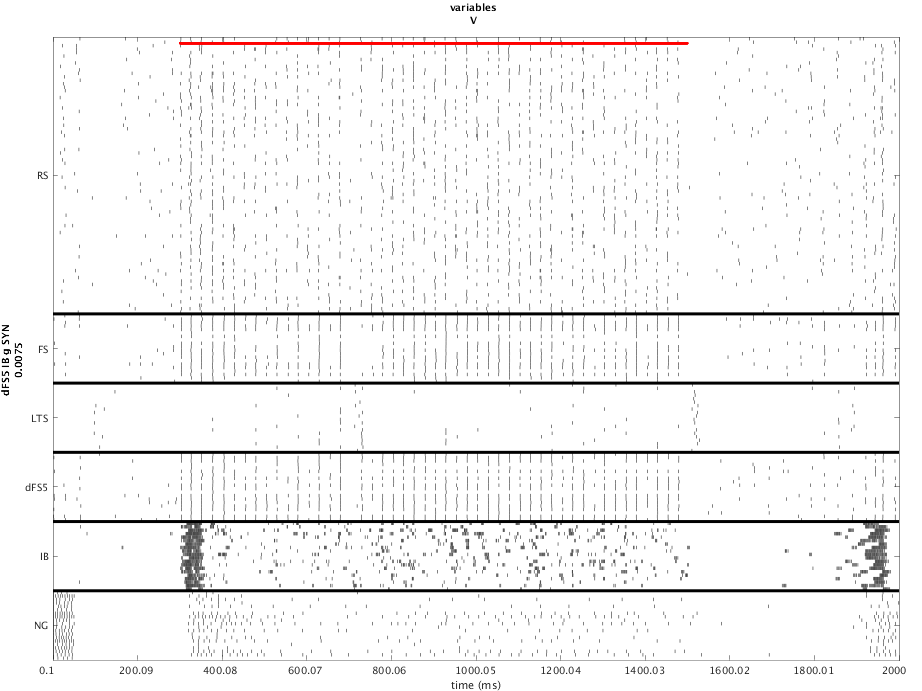 variables
V
RS
FS
LTS
dFS5
IB
NG
dFS5 IB g SYN
0.0075
0.1 200.09 400.08 600.07 800.06 1000.05 1200.04 1400.03 1600.02 1800.01 2000
time (ms)